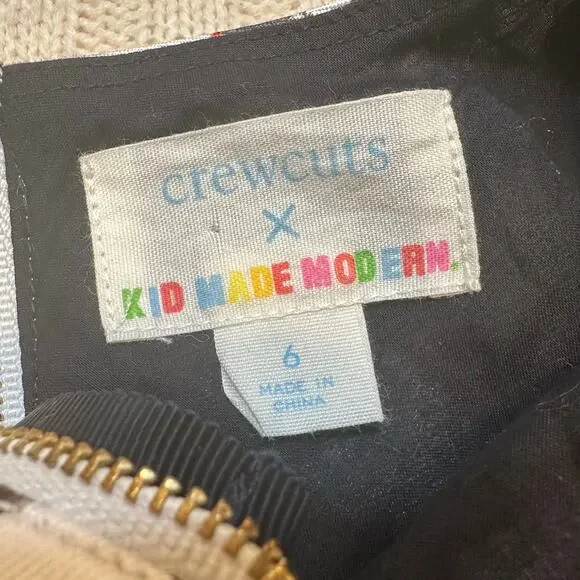 crewcuts
X
KID MADE MODERN.
6
MADE IN
CHINA